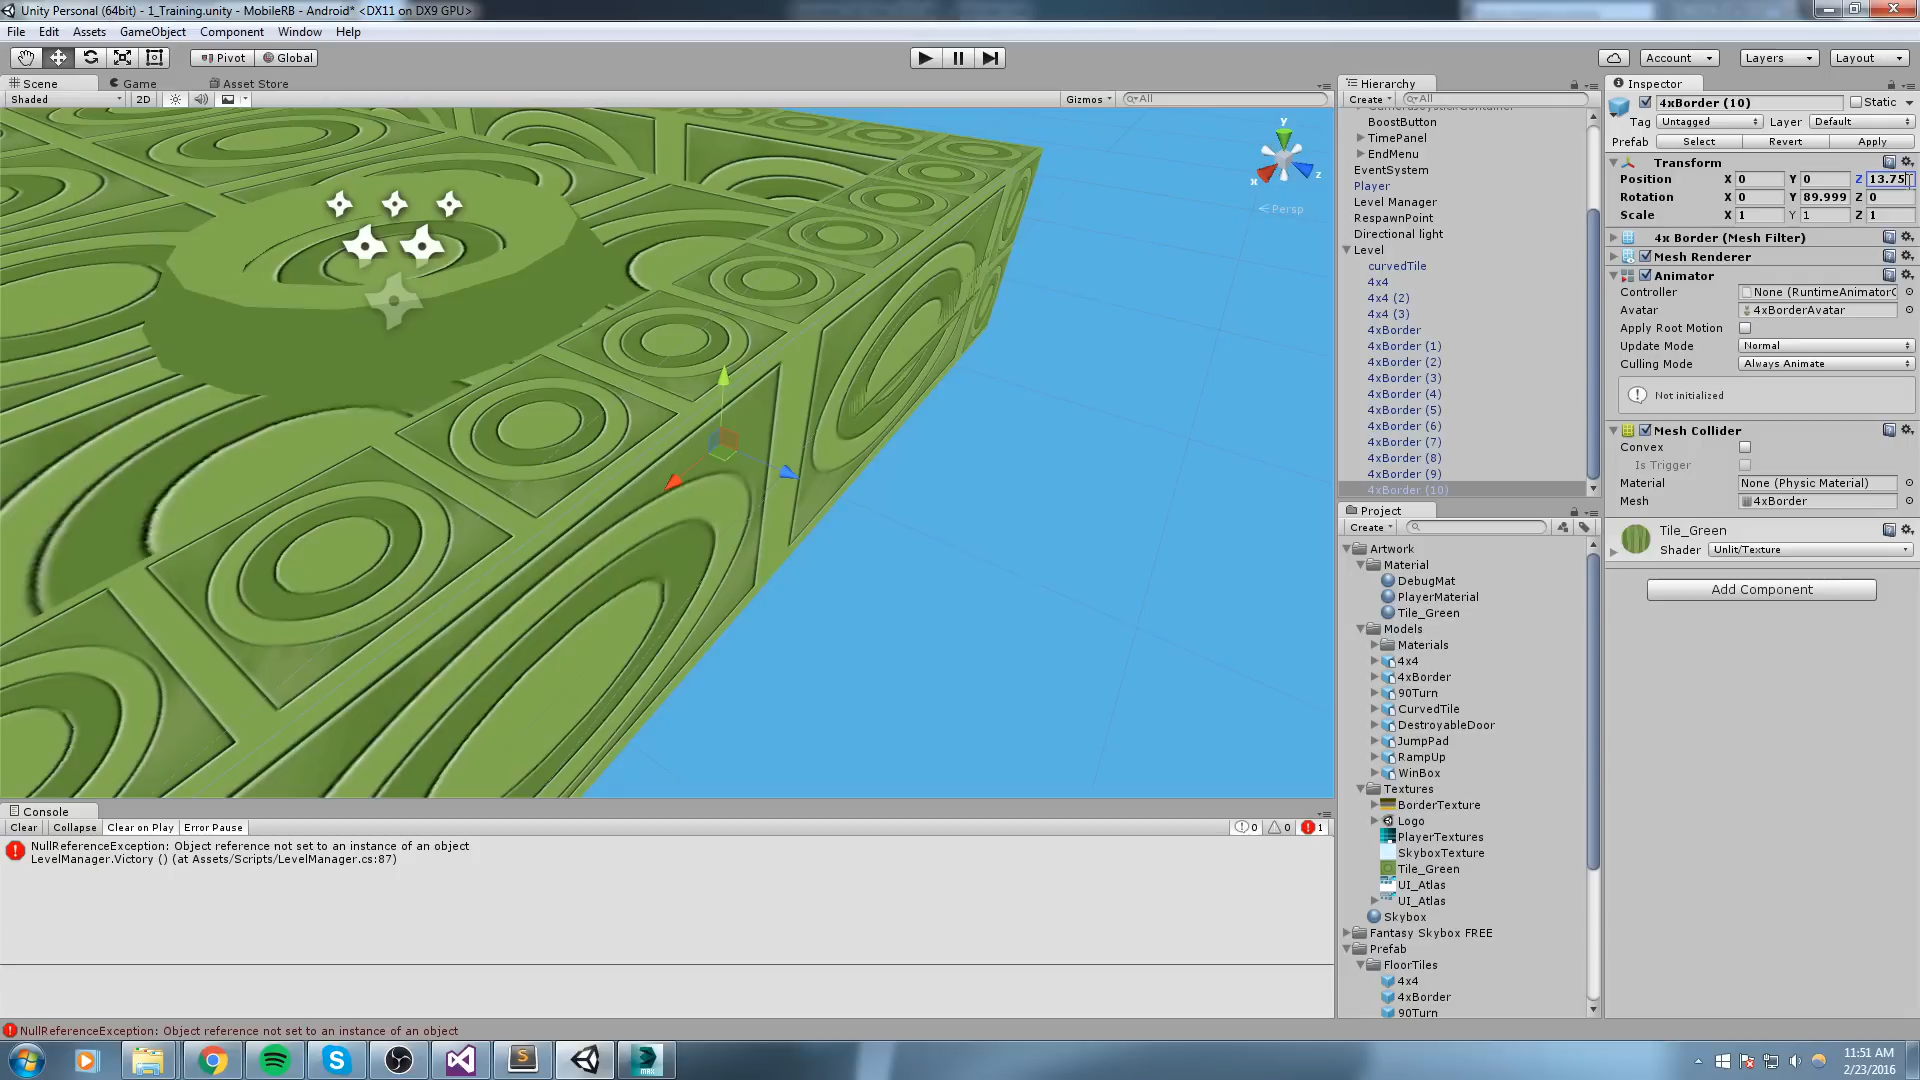 Unity Personal (64bit) - 1_Training.unity - MobileRB - Android* <DX11 on DX9 GPU>
File Edit Assets GameObject Component Window Help
Pivot Global Account Layers Layout
Scene Game Asset Store
Shaded 2D Gizmos All
y
x
z
Persp
Hierarchy
Create All
BoostButton
TimePanel
EndMenu
EventSystem
Player
Level Manager
RespawnPoint
Directional light
Level
curvedTile
4x4
4x4 (2)
4x4 (3)
4xBorder
4xBorder (1)
4xBorder (2)
4xBorder (3)
4xBorder (4)
4xBorder (5)
4xBorder (6)
4xBorder (7)
4xBorder (8)
4xBorder (9)
4xBorder (10)
Project
Create
Artwork
Material
DebugMat
PlayerMaterial
Tile_Green
Models
Materials
4x4
4xBorder
90Turn
CurvedTile
DestroyableDoor
JumpPad
RampUp
WinBox
Textures
BorderTexture
Logo
PlayerTextures
SkyboxTexture
Tile_Green
UI_Atlas
UI_Atlas
Skybox
Fantasy Skybox FREE
Prefab
FloorTiles
4x4
4xBorder
90Turn
Inspector
4xBorder (10) Static
Tag Untagged Layer Default
Prefab Select Revert Apply
Transform
Position X 0 Y 0 Z 13.75
Rotation X 0 Y 89.999 Z 0
Scale X 1 Y 1 Z 1
4x Border (Mesh Filter)
Mesh Renderer
Animator
Controller None (RuntimeAnimatorC
Avatar 4xBorderAvatar
Apply Root Motion
Update Mode Normal
Culling Mode Always Animate
Not initialized
Mesh Collider
Convex
Is Trigger
Material None (Physic Material)
Mesh 4xBorder
Tile_Green
Shader Unlit/Texture
Add Component
Console
Clear Collapse Clear on Play Error Pause 0 0 1
NullReferenceException: Object reference not set to an instance of an object
LevelManager.Victory () (at Assets/Scripts/LevelManager.cs:87)
NullReferenceException: Object reference not set to an instance of an object
MAX
11:51 AM
2/23/2016